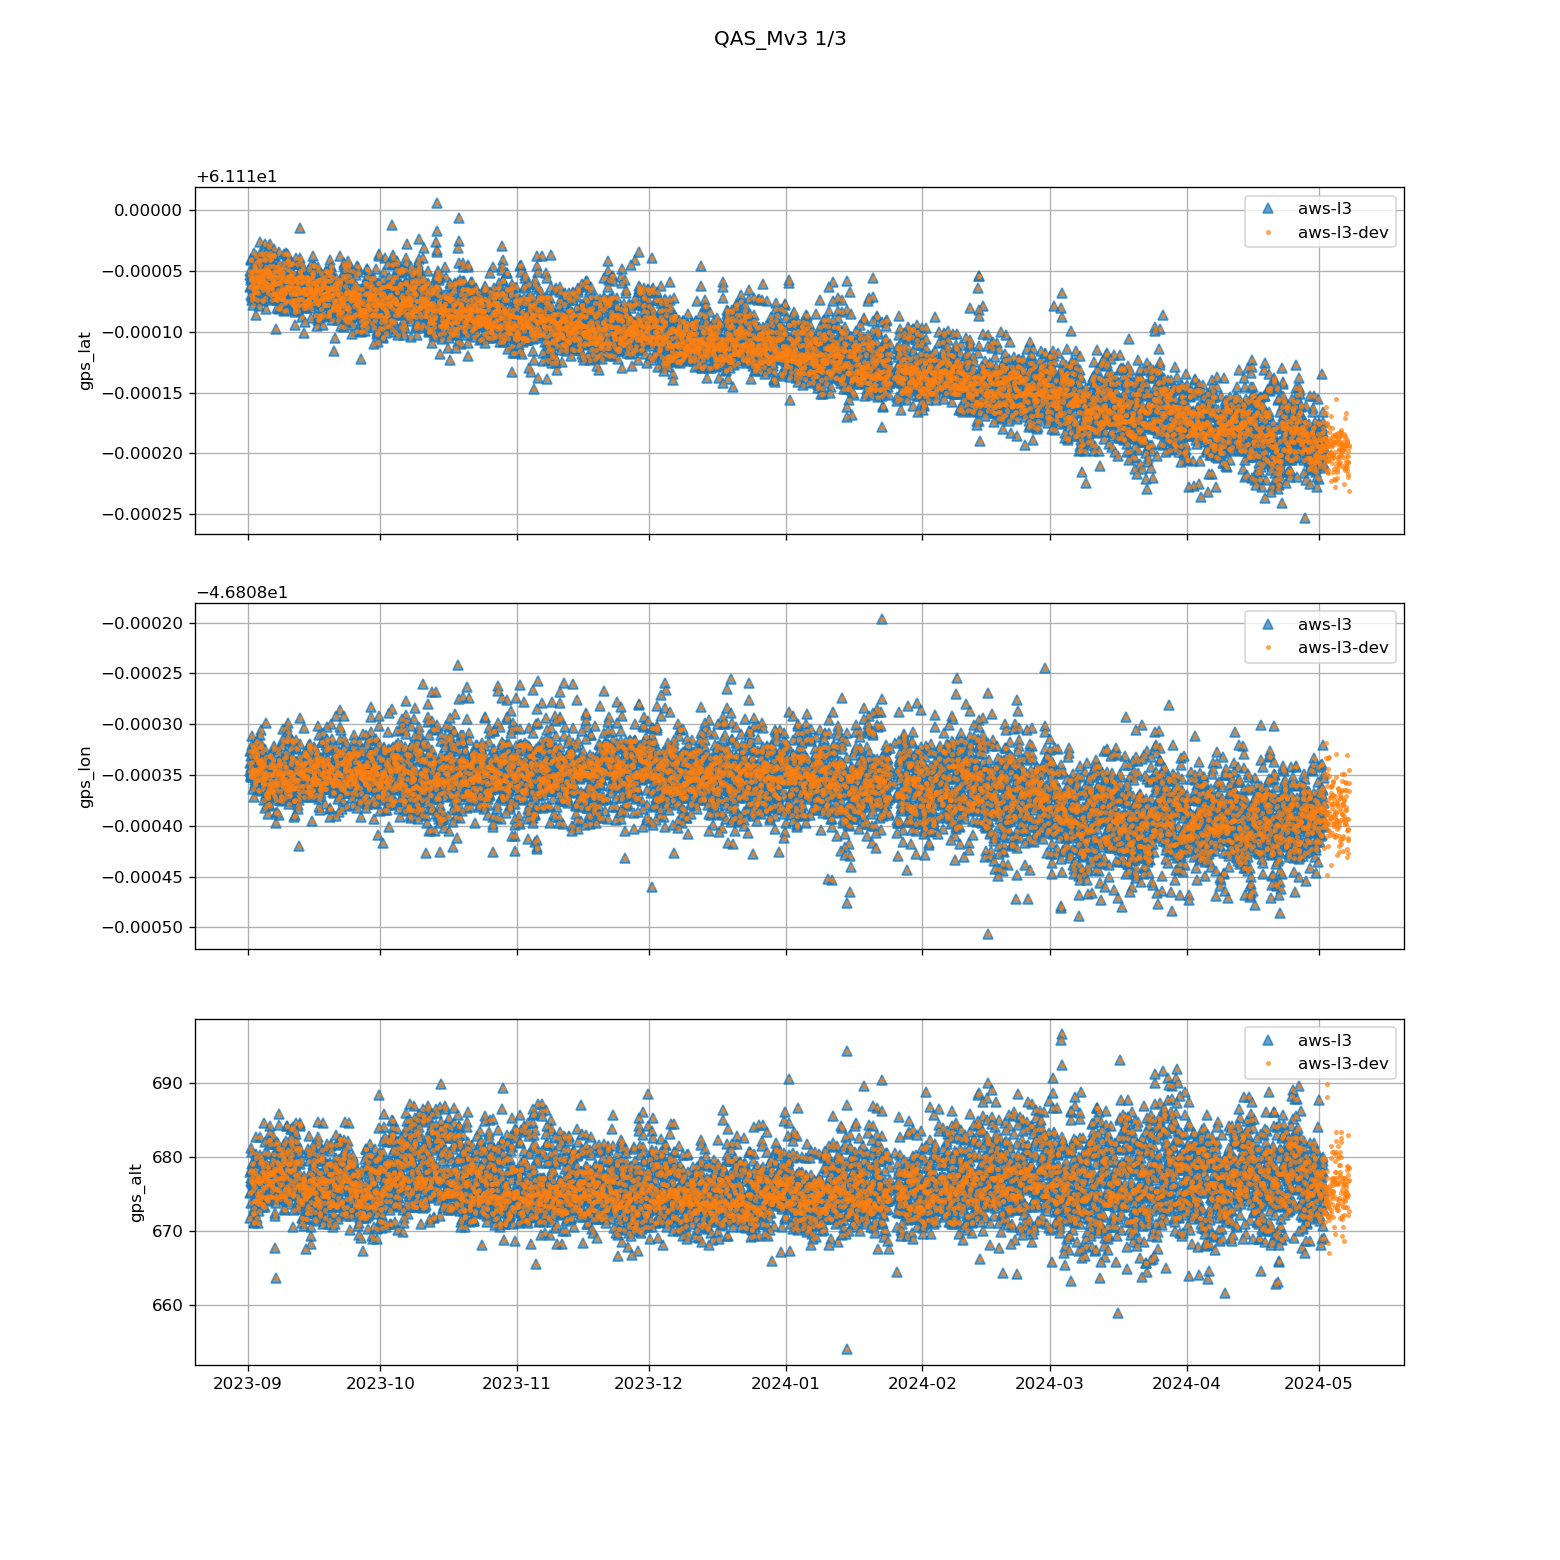 QAS_Mv3 1/3
+6.111e1
0.00000
−0.00005
−0.00010
−0.00015
−0.00020
−0.00025
gps_lat
aws-l3
aws-l3-dev
−4.6808e1
−0.00020
−0.00025
−0.00030
−0.00035
−0.00040
−0.00045
−0.00050
gps_lon
aws-l3
aws-l3-dev
690
680
670
660
gps_alt
aws-l3
aws-l3-dev
2023-09 2023-10 2023-11 2023-12 2024-01 2024-02 2024-03 2024-04 2024-05